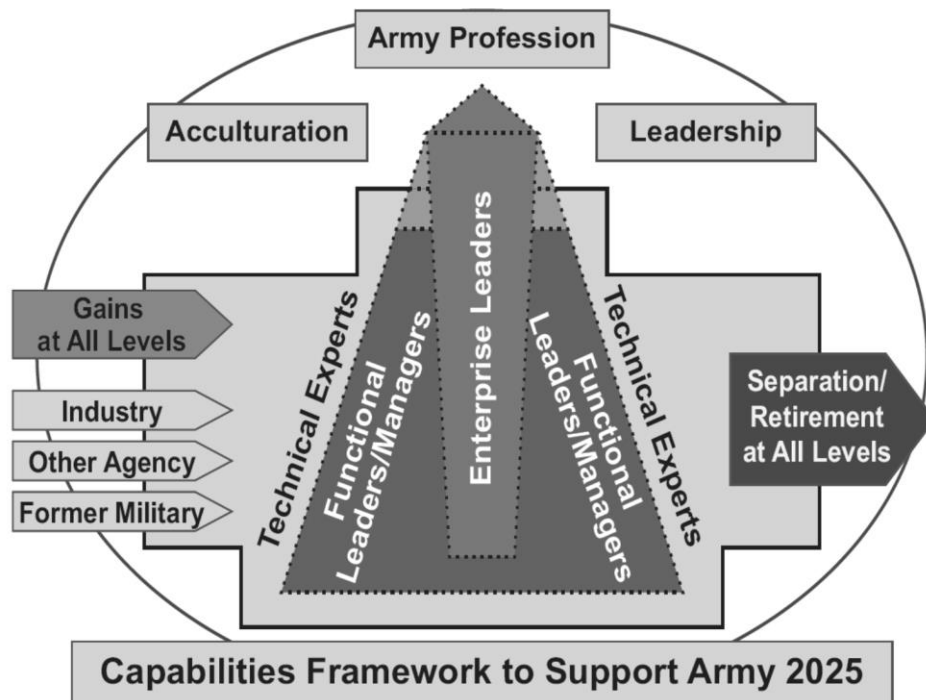 Army Profession
Acculturation
Leadership
Gains
at All Levels
Industry
Other Agency
Former Military
Technical Experts
Functional
Leaders/Managers
Enterprise Leaders
Functional
Leaders/Managers
Technical Experts
Separation/
Retirement
at All Levels
Capabilities Framework to Support Army 2025